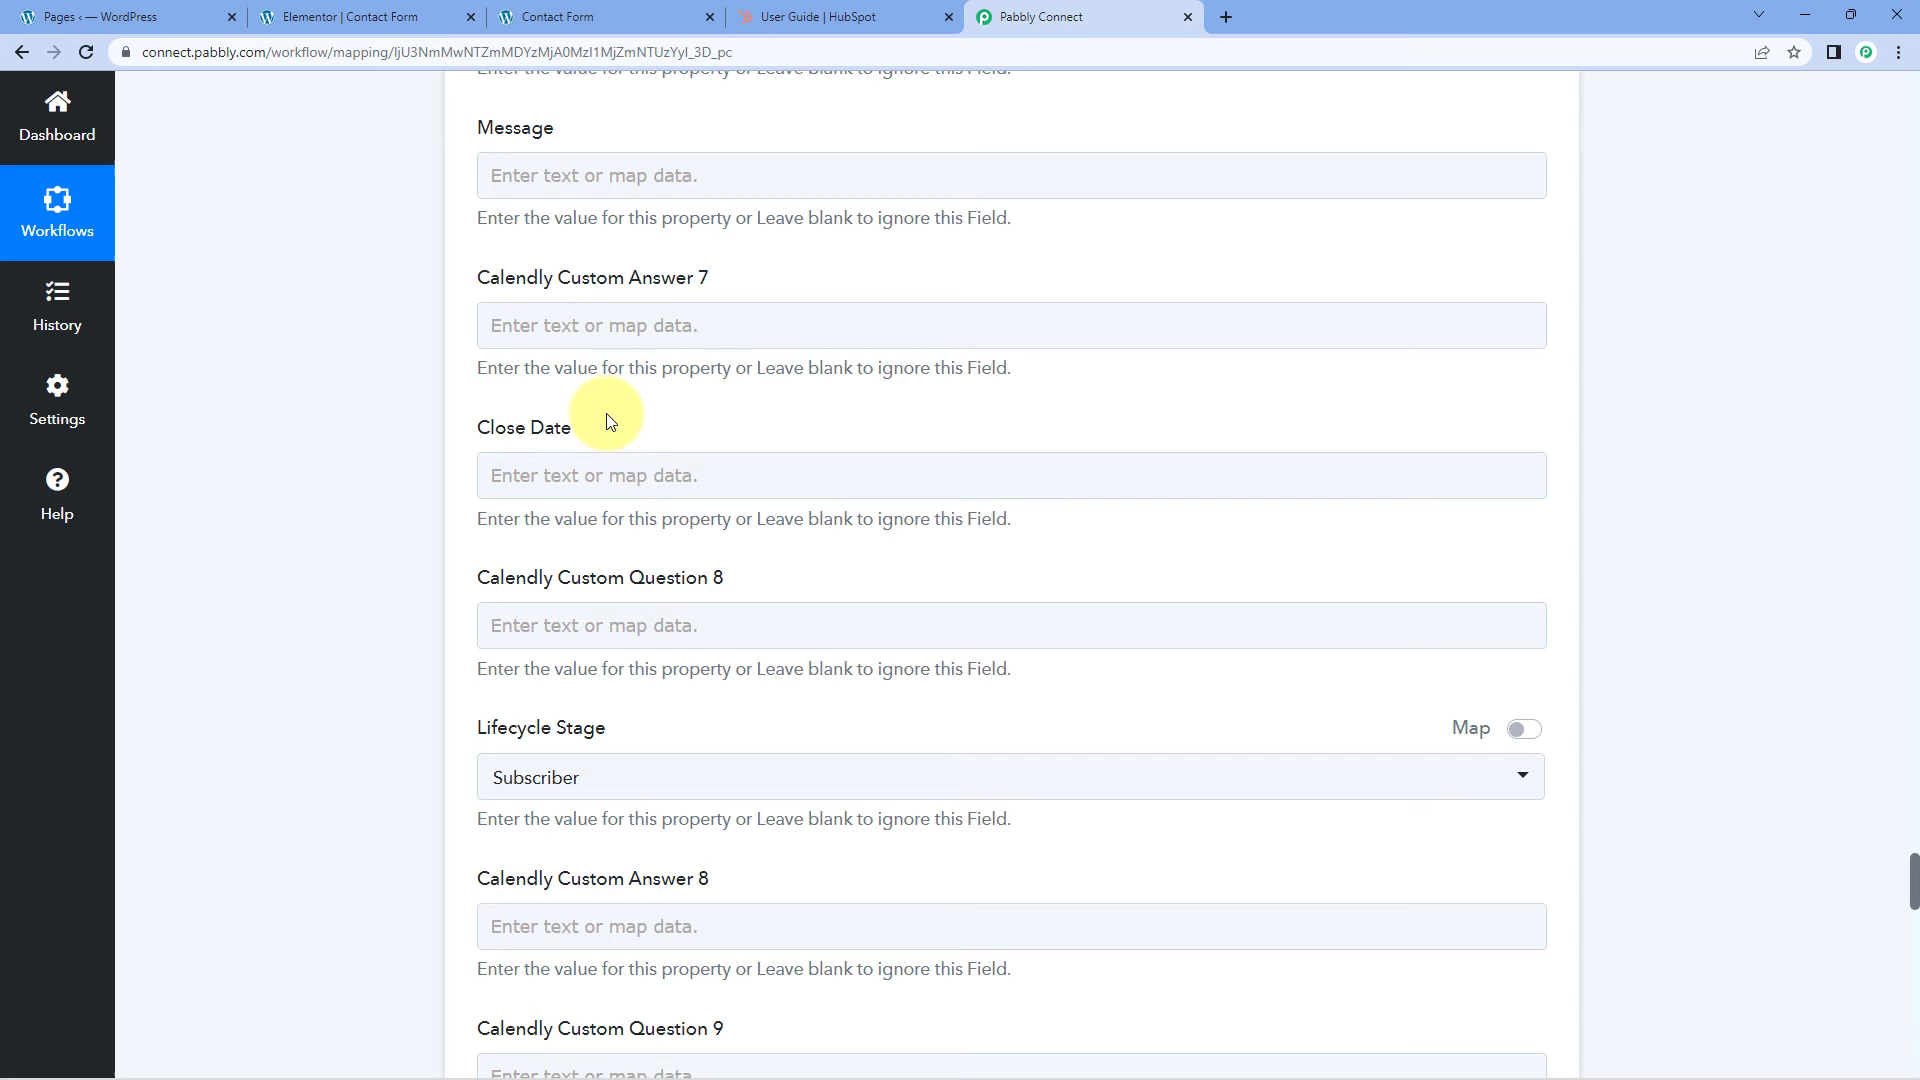 Pages ‹ — WordPress
Elementor | Contact Form
Contact Form
User Guide | HubSpot
Pabbly Connect
connect.pabbly.com/workflow/mapping/IjU3NmMwNTZmMDYzMjA0MzI1MjZmNTUzYyI_3D_pc
Enter the value for this property or Leave blank to ignore this Field.
Dashboard
Message
Enter text or map data.
Enter the value for this property or Leave blank to ignore this Field.
Workflows
Calendly Custom Answer 7
Enter text or map data.
History
Enter the value for this property or Leave blank to ignore this Field.
Settings
Close Date
Enter text or map data.
Help
Enter the value for this property or Leave blank to ignore this Field.
Calendly Custom Question 8
Enter text or map data.
Enter the value for this property or Leave blank to ignore this Field.
Lifecycle Stage
Map
Subscriber
Enter the value for this property or Leave blank to ignore this Field.
Calendly Custom Answer 8
Enter text or map data.
Enter the value for this property or Leave blank to ignore this Field.
Calendly Custom Question 9
Enter text or map data.